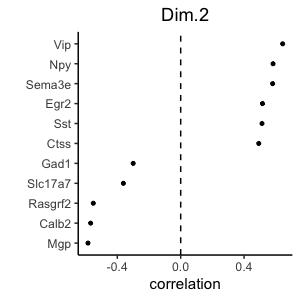 Dim.2
Vip
Npy
Sema3e
Egr2
Sst
Ctss
Gad1
Slc17a7
Rasgrf2
Calb2
Mgp
-0.4 0.0 0.4
correlation